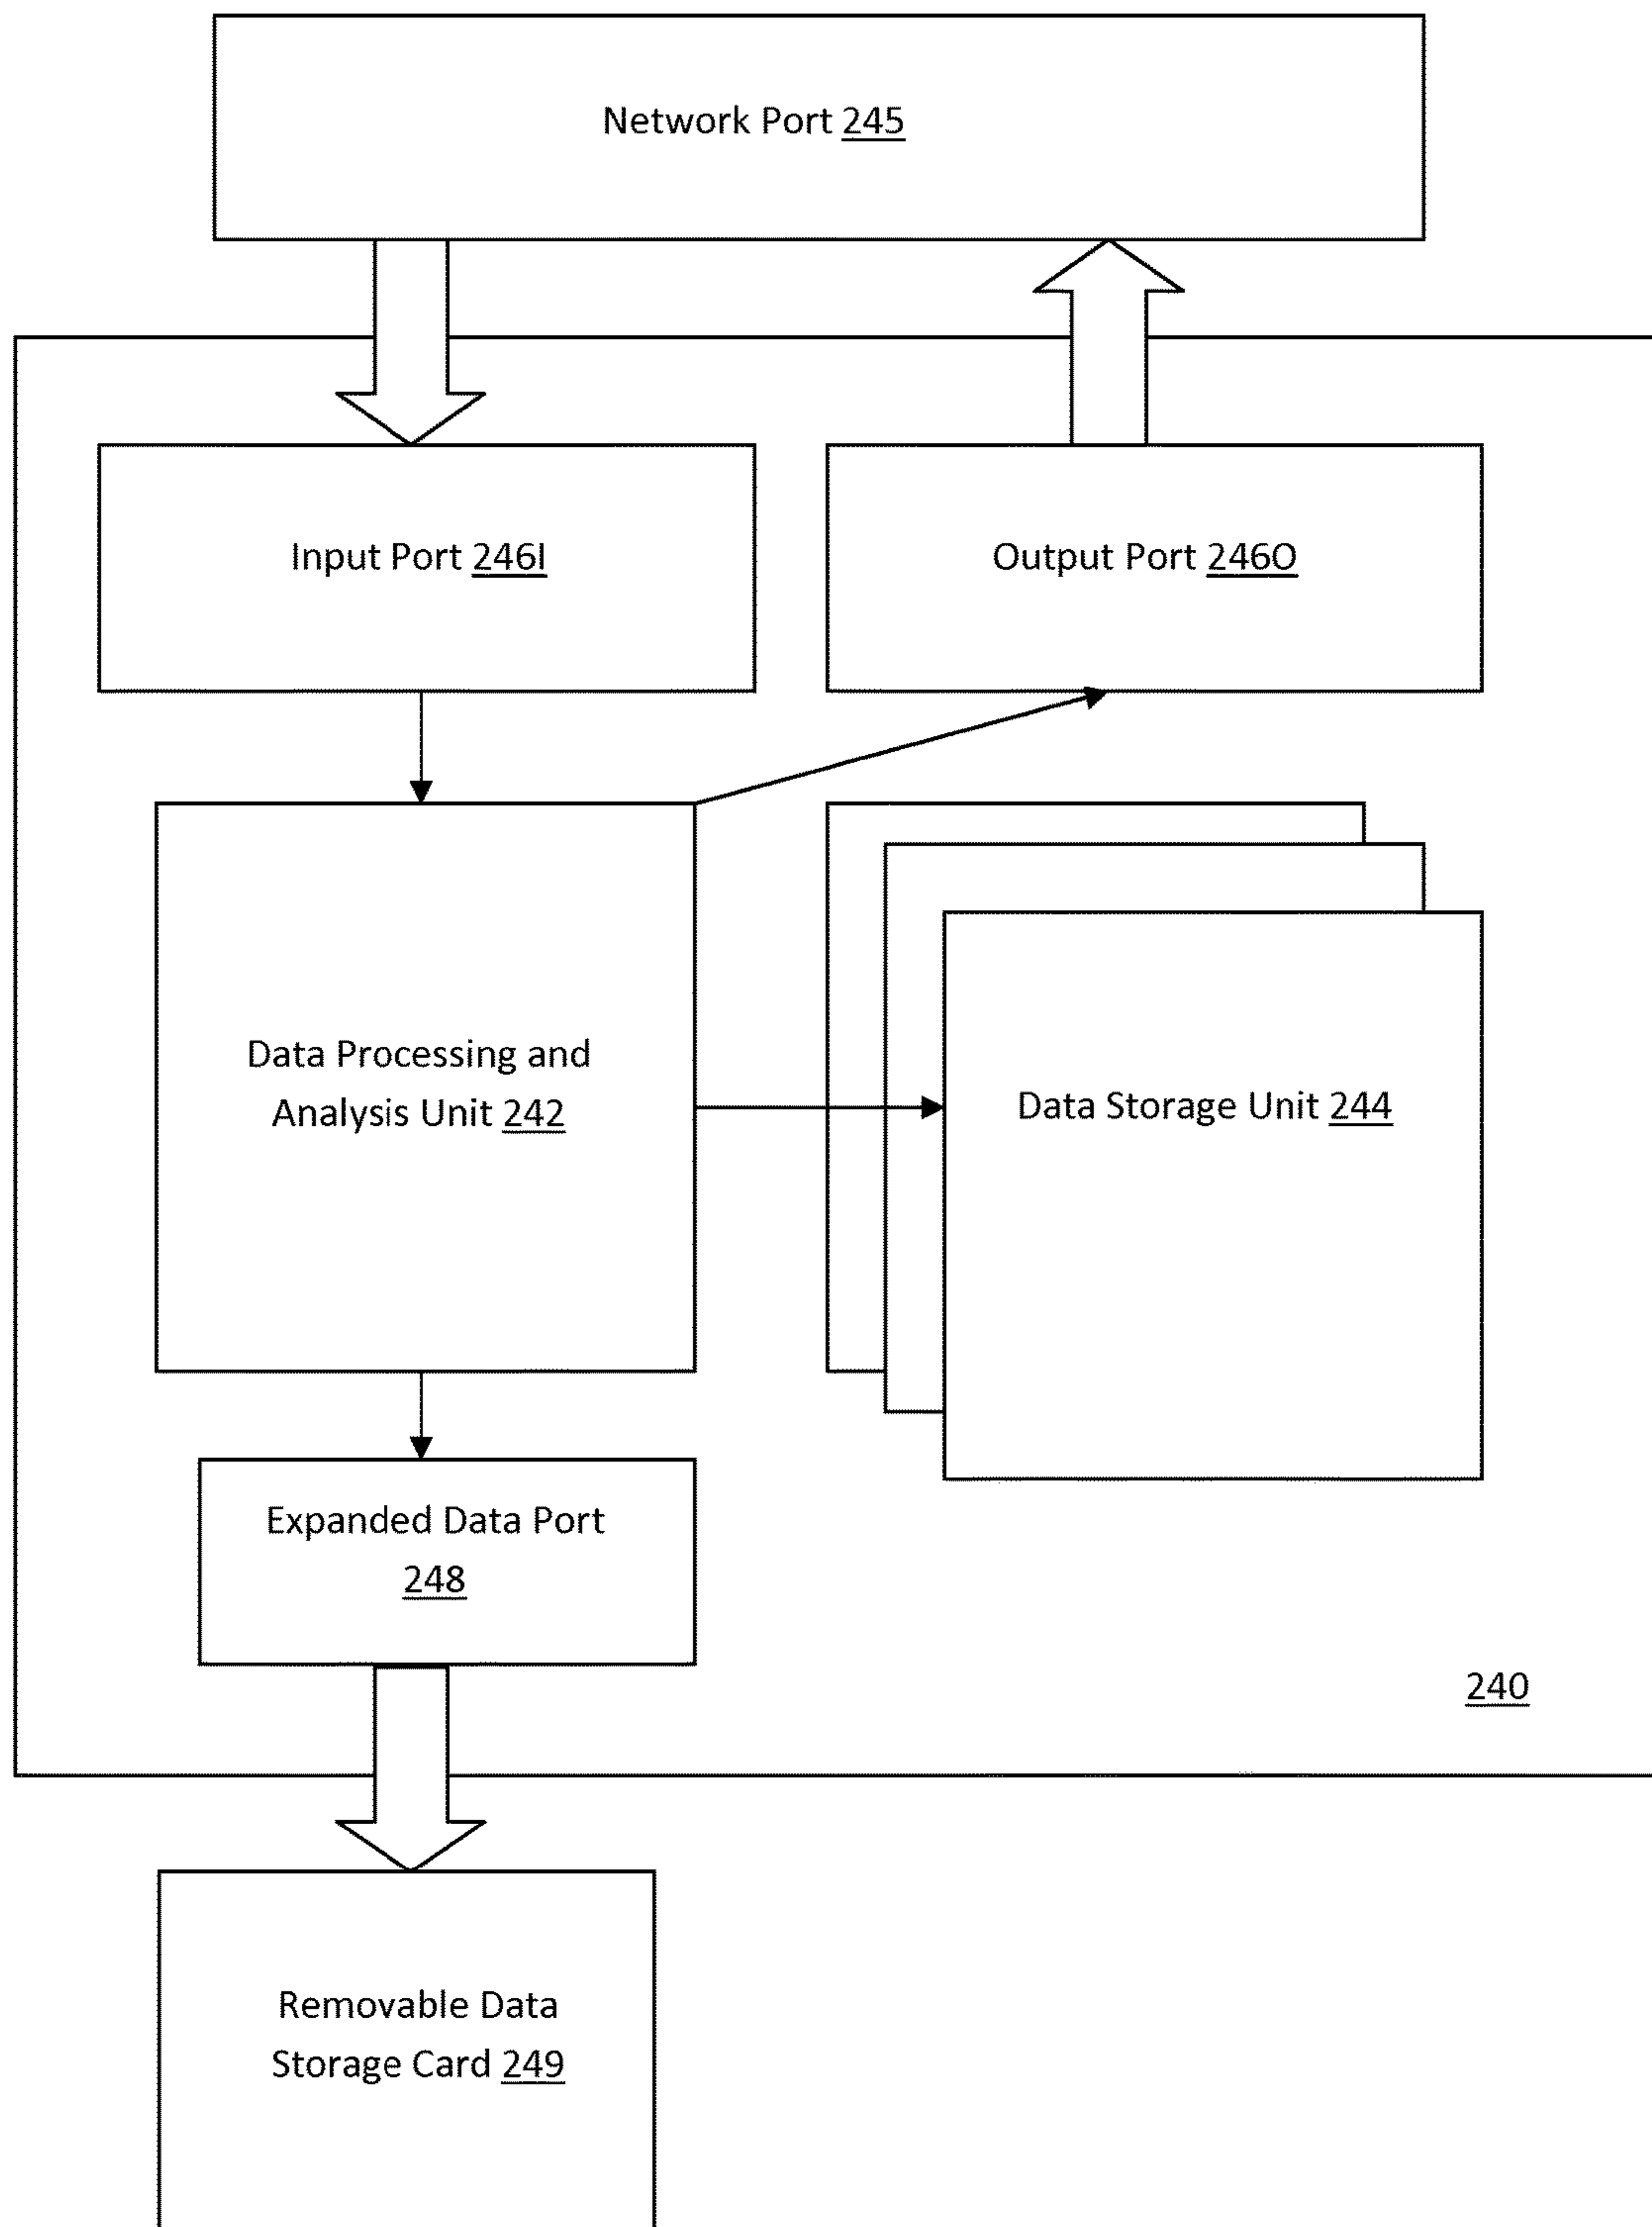 Network Port 245
Input Port 246I
Output Port 246O
Data Processing and
Analysis Unit 242
Data Storage Unit 244
Expanded Data Port
248
240
Removable Data
Storage Card 249